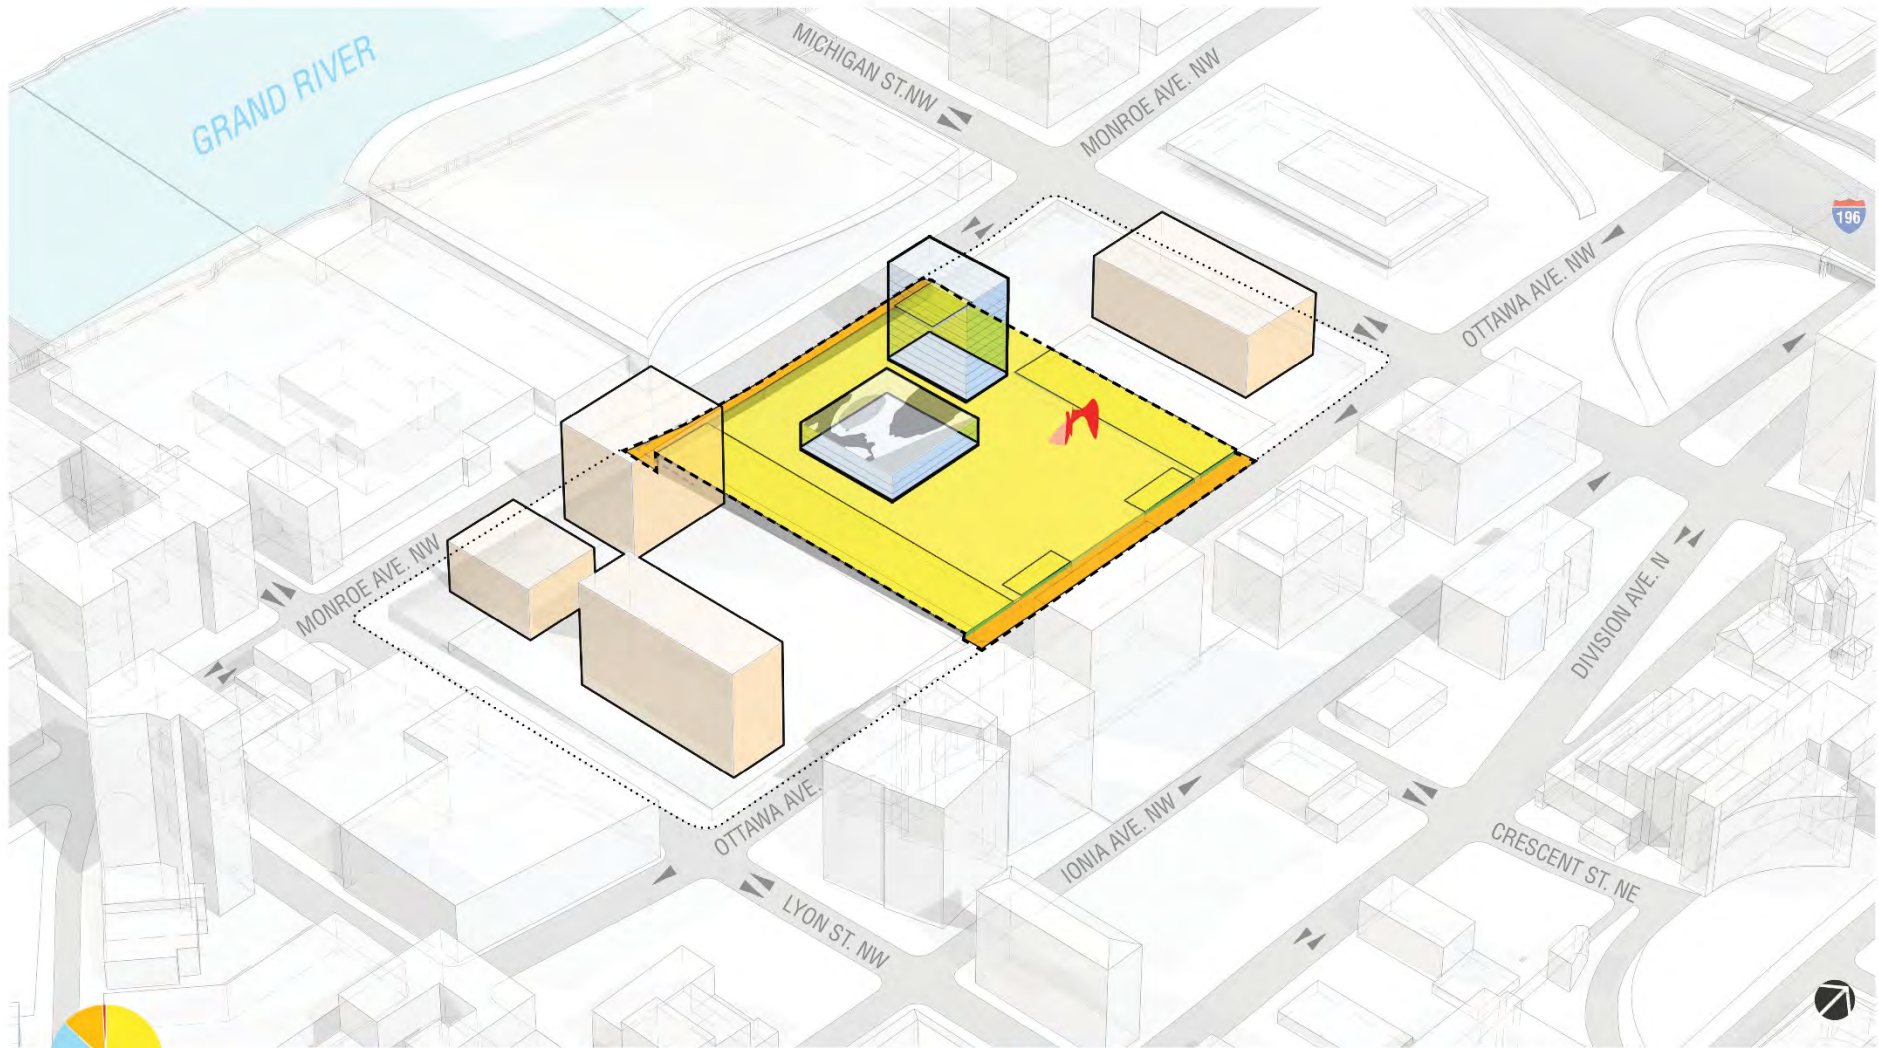 GRAND RIVER
MICHIGAN ST.NW
MONROE AVE. NW
196
OTTAWA AVE. NW
MONROE AVE. NW
DIVISION AVE. N
OTTAWA AVE.
IONIA AVE. NW
CRESCENT ST. NE
LYON ST. NW